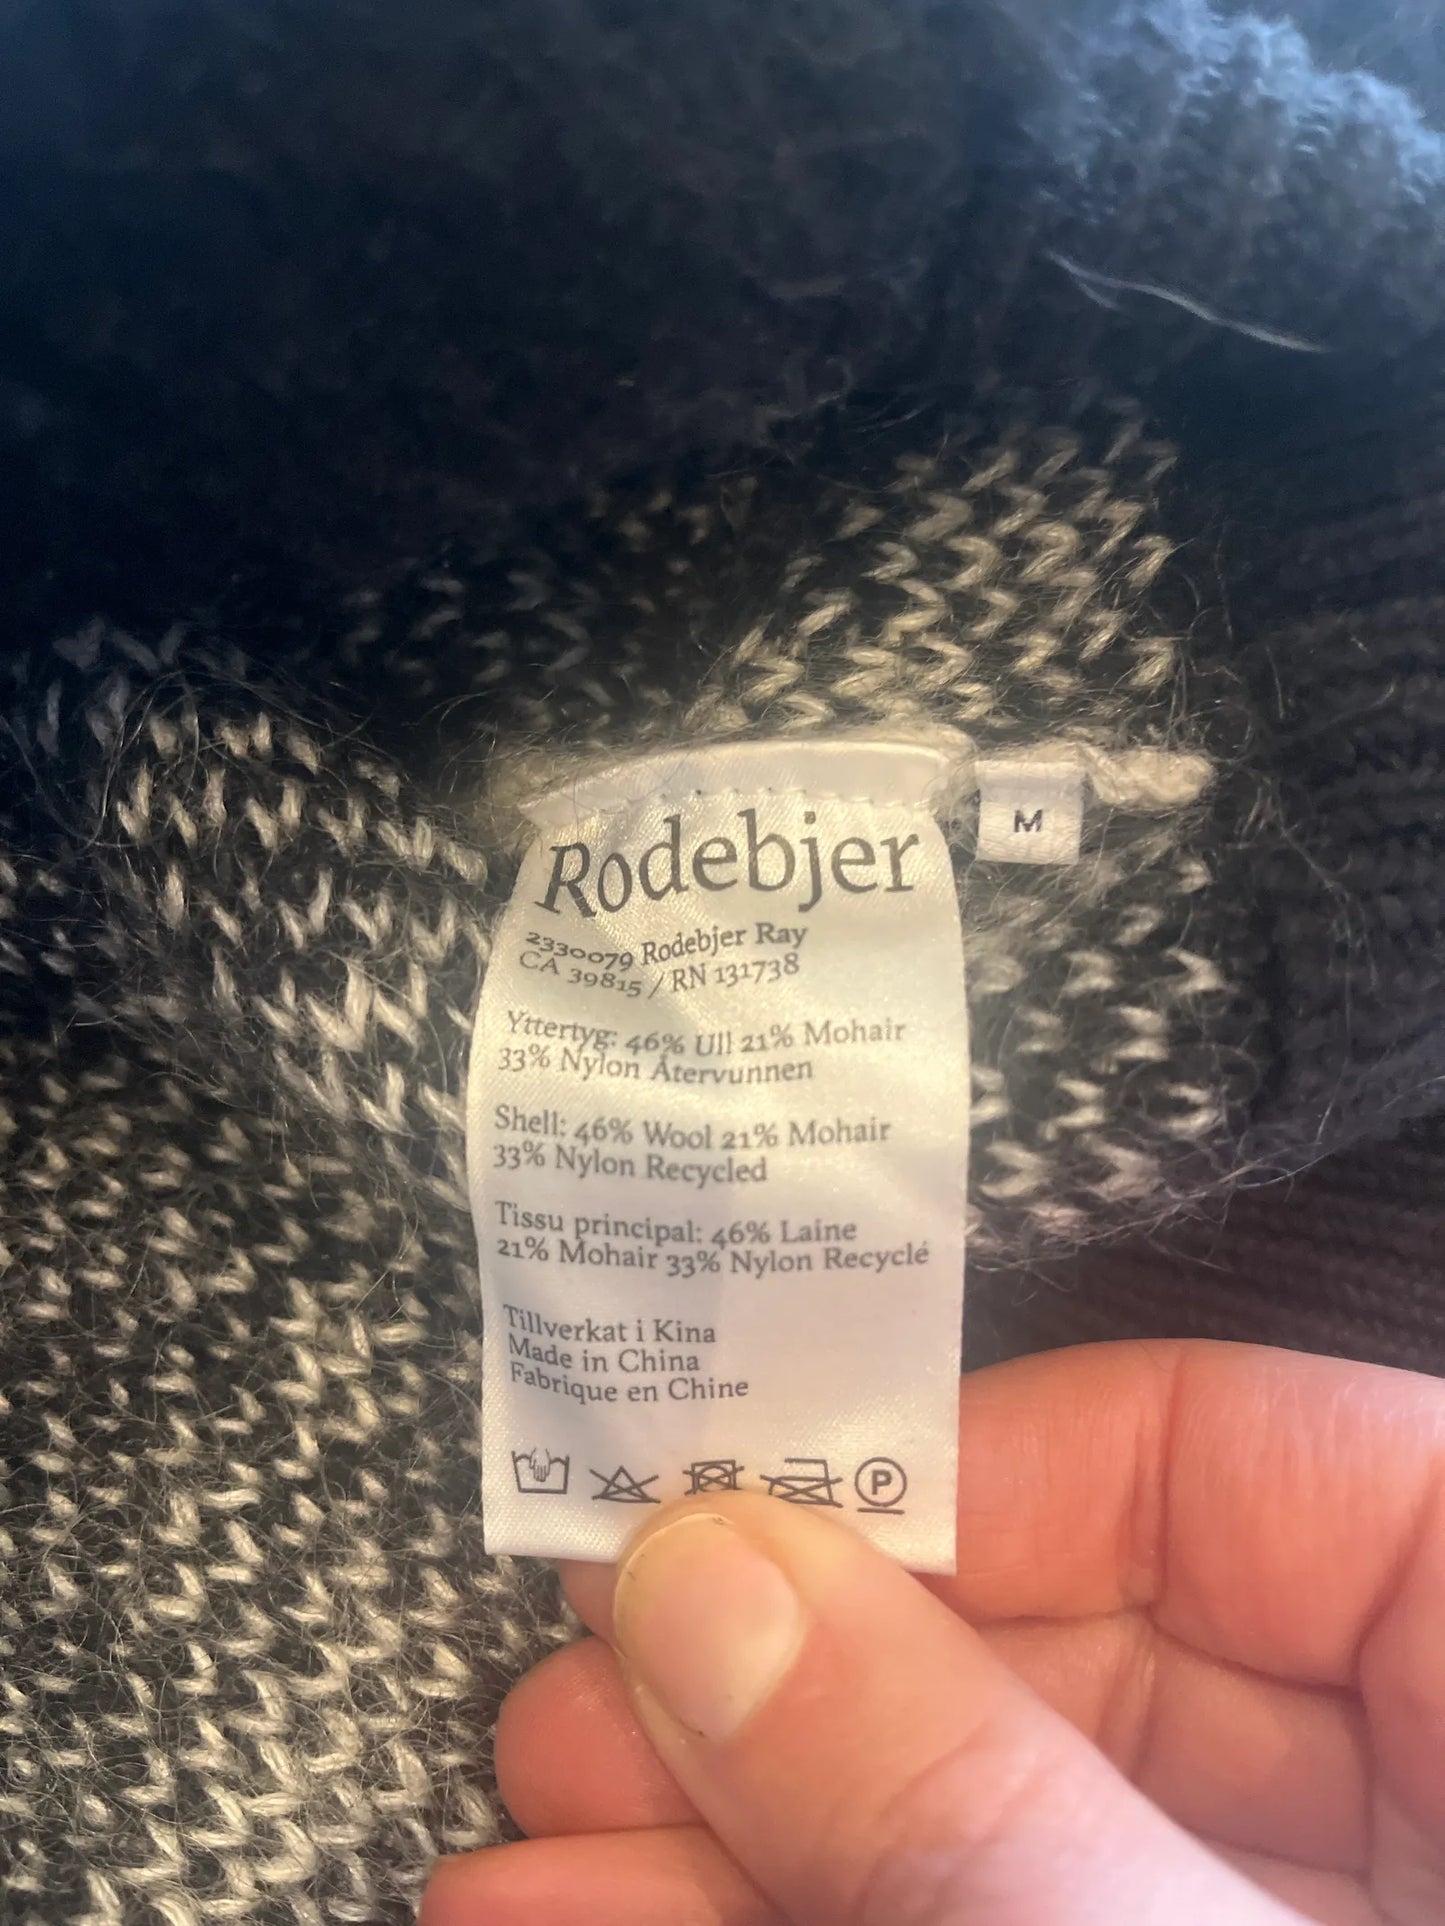 Rodebjer
M
2330079 Rodebjer Ray
CA 39815 / RN 131738
Yttertyg: 46% Ull 21% Mohair
33% Nylon Återvunnen
Shell: 46% Wool 21% Mohair
33% Nylon Recycled
Tissu principal: 46% Laine
21% Mohair 33% Nylon Recyclé
Tillverkat i Kina
Made in China
Fabrique en Chine
P